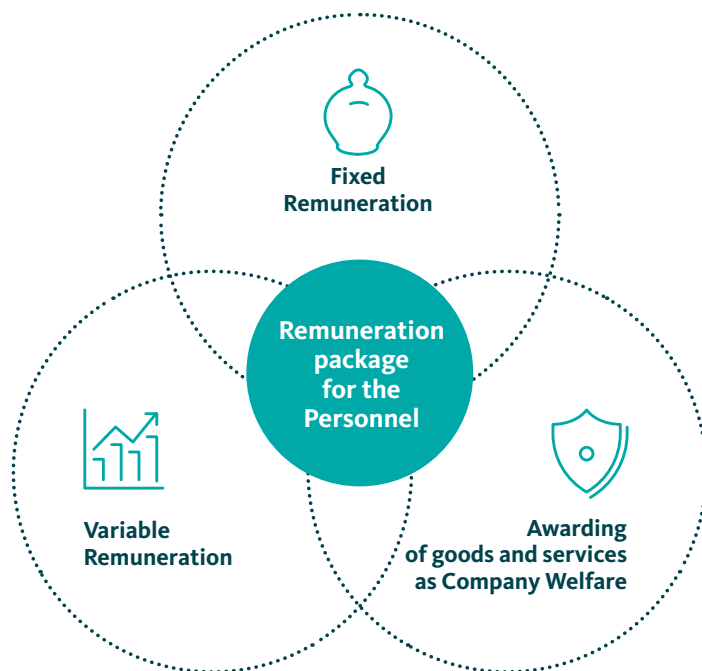 Fixed
Remuneration
Remuneration
package
for the
Personnel
Variable
Remuneration
Awarding
of goods and services
as Company Welfare